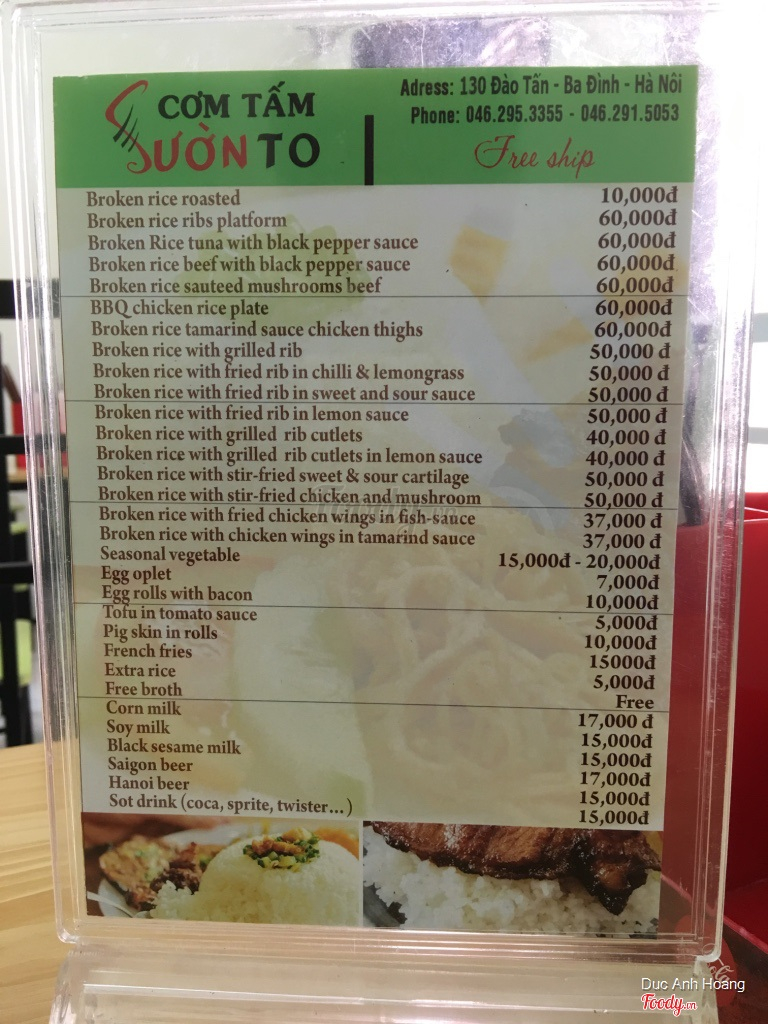 CƠM TẤM
SƯỜN TO
Adress: 130 Đào Tấn - Ba Đình - Hà Nôi
Phone: 046.295.3355 - 046.291.5053
Free ship
Broken rice roasted 10,000đ
Broken rice ribs platform 60,000đ
Broken Rice tuna with black pepper sauce 60,000đ
Broken rice beef with black pepper sauce 60,000đ
Broken rice sauteed mushrooms beef 60,000đ
BBQ chicken rice plate 60,000đ
Broken rice tamarind sauce chicken thighs 60,000đ
Broken rice with grilled rib 50,000 đ
Broken rice with fried rib in chilli & lemongrass 50,000 đ
Broken rice with fried rib in sweet and sour sauce 50,000 đ
Broken rice with fried rib in lemon sauce 50,000 đ
Broken rice with grilled rib cutlets 40,000 đ
Broken rice with grilled rib cutlets in lemon sauce 40,000 đ
Broken rice with stir-fried sweet & sour cartilage 50,000 đ
Broken rice with stir-fried chicken and mushroom 50,000 đ
Broken rice with fried chicken wings in fish-sauce 37,000 đ
Broken rice with chicken wings in tamarind sauce 37,000 đ
Seasonal vegetable 15,000đ - 20,000đ
Egg oplet 7,000đ
Egg rolls with bacon 10,000đ
Tofu in tomato sauce 5,000đ
Pig skin in rolls 10,000đ
French fries 15000đ
Extra rice 5,000đ
Free broth Free
Corn milk 17,000 đ
Soy milk 15,000đ
Black sesame milk 15,000đ
Saigon beer 17,000đ
Hanoi beer 15,000đ
Sot drink (coca, sprite, twister...) 15,000đ
Duc Anh Hoang
Foody.vn